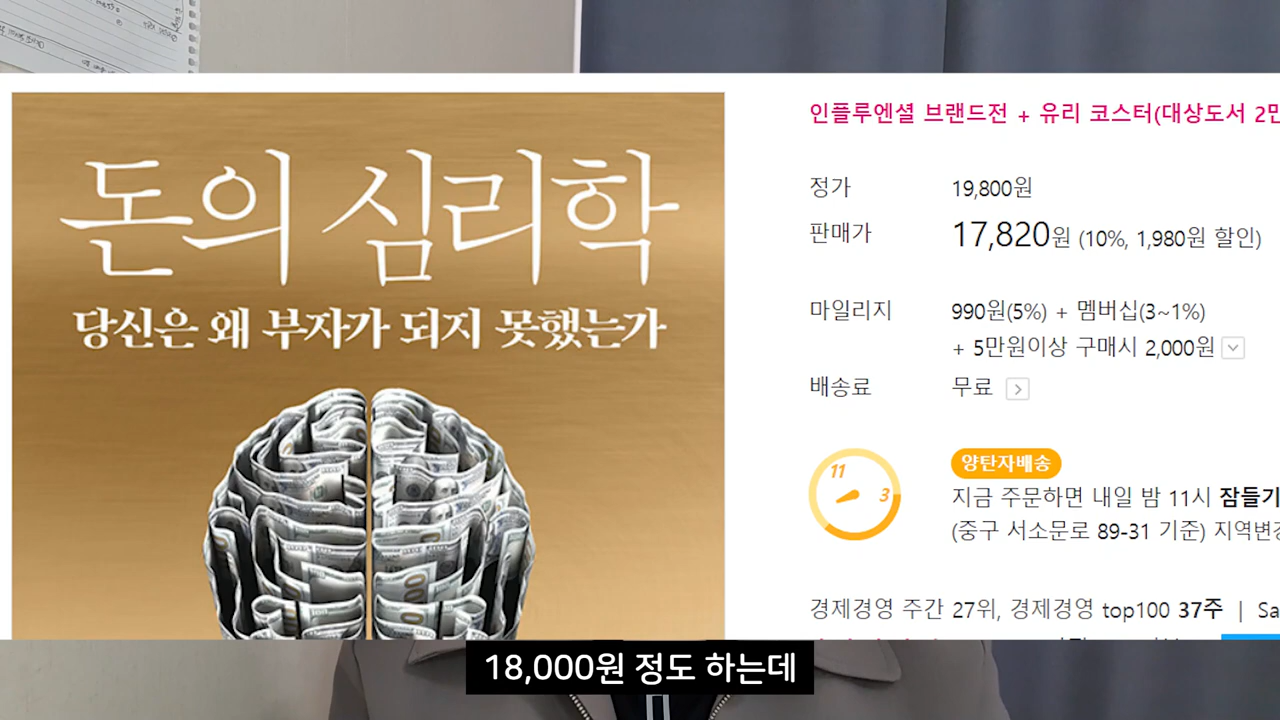 인플루엔셜 브랜드전 + 유리 코스터(대상도서 2만
돈의 심리학
당신은 왜 부자가 되지 못했는가
정가 19,800원
판매가 17,820원 (10%, 1,980원 할인)
마일리지 990원(5%) + 멤버십(3~1%)
+ 5만원이상 구매시 2,000원
배송료 무료
11
3
양탄자배송
지금 주문하면 내일 밤 11시 잠들기
(중구 서소문로 89-31 기준) 지역변경
경제경영 주간 27위, 경제경영 top100 37주 | Sa
18,000원 정도 하는데